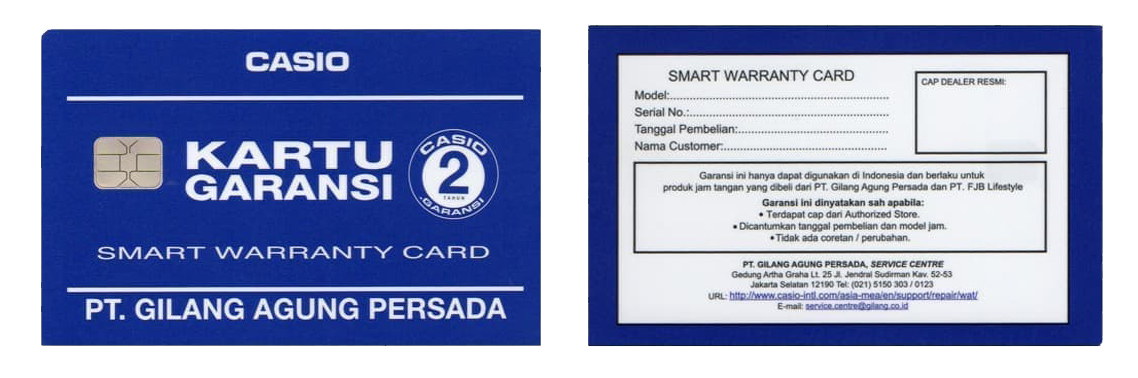 CASIO
KARTU
GARANSI
CASIO
2
TAHUN
GARANSI
SMART WARRANTY CARD
PT. GILANG AGUNG PERSADA
SMART WARRANTY CARD
Model:
Serial No.:
Tanggal Pembelian:
Nama Customer:
CAP DEALER RESMI:
Garansi ini hanya dapat digunakan di Indonesia dan berlaku untuk
produk jam tangan yang dibeli dari PT. Gilang Agung Persada dan PT. FJB Lifestyle
Garansi ini dinyatakan sah apabila:
• Terdapat cap dari Authorized Store.
• Dicantumkan tanggal pembelian dan model jam.
• Tidak ada coretan / perubahan.
PT. GILANG AGUNG PERSADA, SERVICE CENTRE
Gedung Artha Graha Lt. 25 Jl. Jendral Sudirman Kav. 52-53
Jakarta Selatan 12190 Tel: (021) 5150 303 / 0123
URL: http://www.casio-intl.com/asia-mea/en/support/repair/wat/
E-mail: service.centre@gilang.co.id